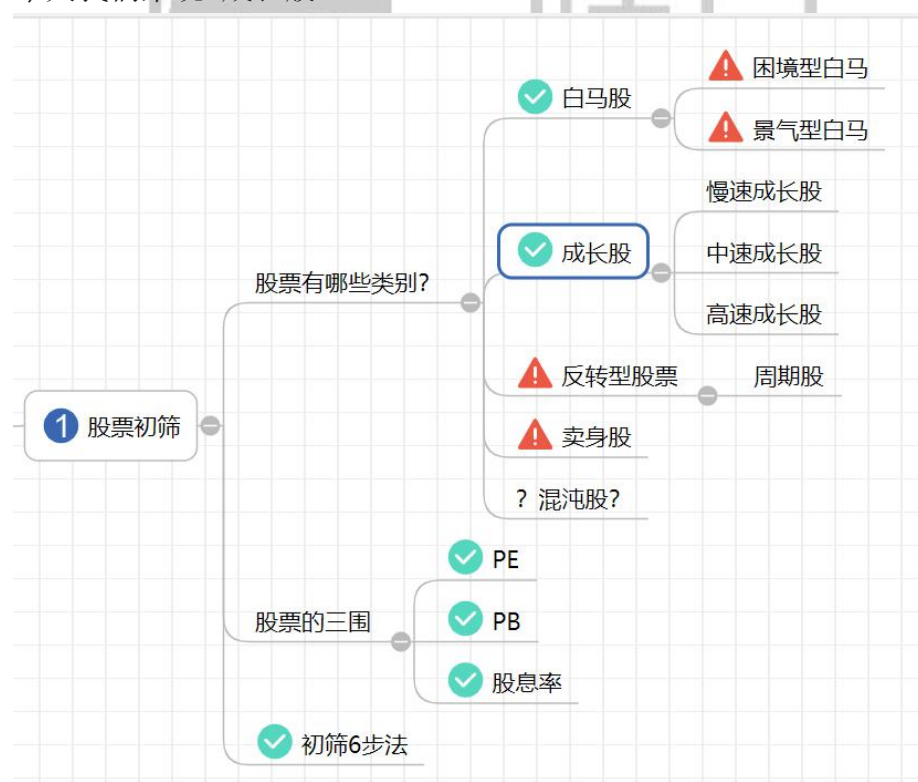 困境型白马
白马股
景气型白马
慢速成长股
成长股
中速成长股
高速成长股
股票有哪些类别?
反转型股票
周期股
1 股票初筛
卖身股
? 混沌股?
PE
股票的三围
PB
股息率
初筛6步法